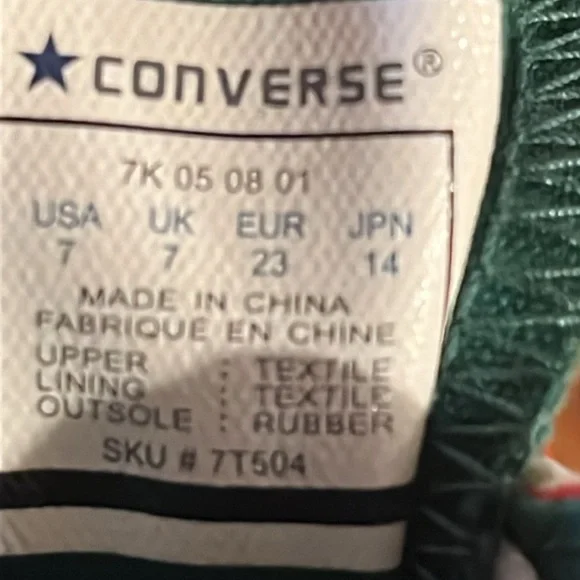 ★CONVERSE®
7K 05 08 01
USA UK EUR JPN
7 7 23 14
MADE IN CHINA
FABRIQUE EN CHINE
UPPER : TEXTILE
LINING : TEXTILE
OUTSOLE : RUBBER
SKU # 7T504